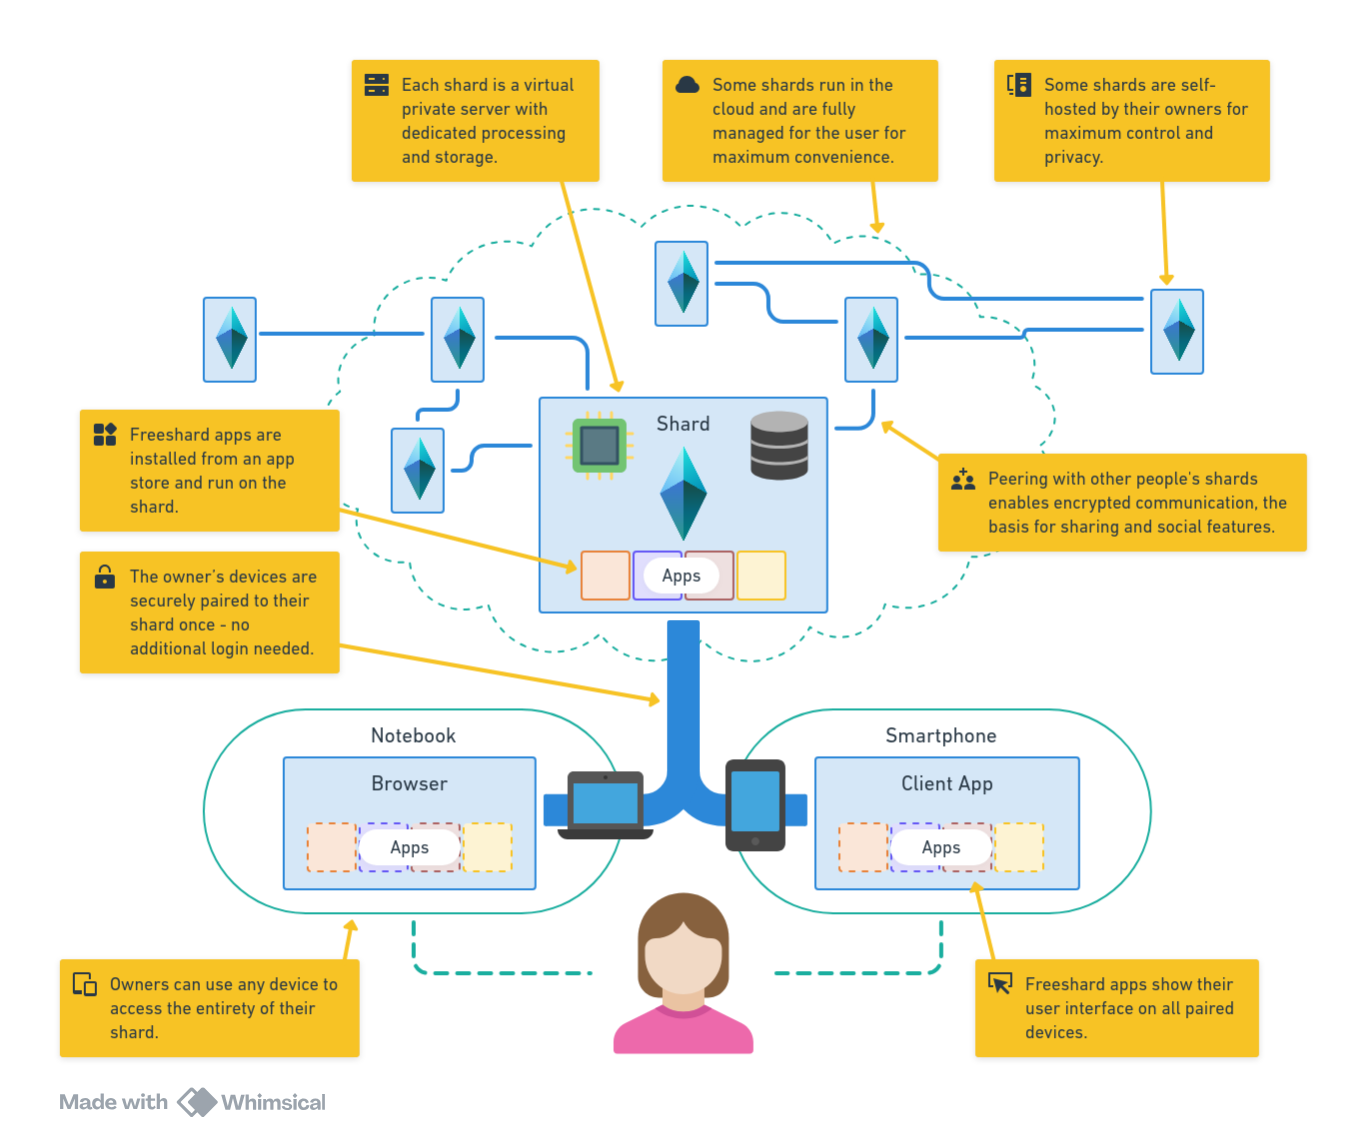 Each shard is a virtual
private server with
dedicated processing
and storage.
Some shards run in the
cloud and are fully
managed for the user for
maximum convenience.
Some shards are self-
hosted by their owners for
maximum control and
privacy.
Shard
Freeshard apps are
installed from an app
store and run on the
shard.
Peering with other people's shards
enables encrypted communication, the
basis for sharing and social features.
Apps
The owner’s devices are
securely paired to their
shard once - no
additional login needed.
Notebook
Browser
Apps
Smartphone
Client App
Apps
Owners can use any device to
access the entirety of their
shard.
Freeshard apps show their
user interface on all paired
devices.
Made with Whimsical